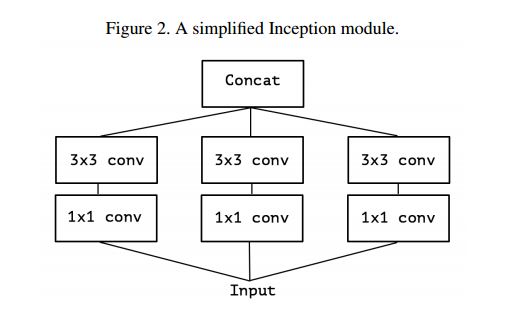 Figure 2. A simplified Inception module.
Concat
3x3 conv 3x3 conv 3x3 conv
1x1 conv 1x1 conv 1x1 conv
Input